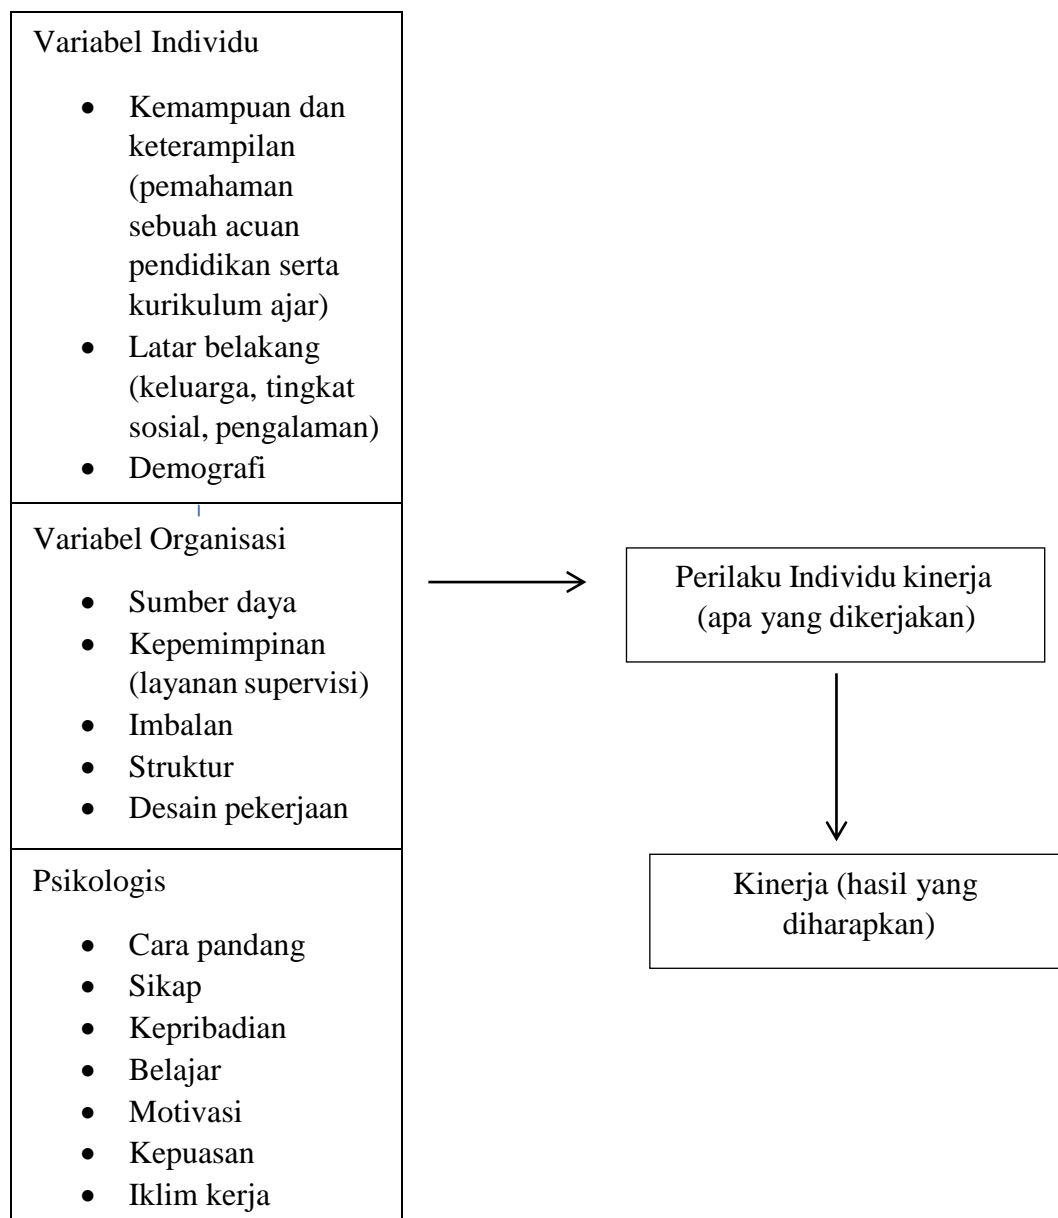 Variabel Individu
• Kemampuan dan
keterampilan
(pemahaman
sebuah acuan
pendidikan serta
kurikulum ajar)
• Latar belakang
(keluarga, tingkat
sosial, pengalaman)
• Demografi
Variabel Organisasi
• Sumber daya
• Kepemimpinan
(layanan supervisi)
• Imbalan
• Struktur
• Desain pekerjaan
Psikologis
• Cara pandang
• Sikap
• Kepribadian
• Belajar
• Motivasi
• Kepuasan
• Iklim kerja
Perilaku Individu kinerja
(apa yang dikerjakan)
Kinerja (hasil yang
diharapkan)